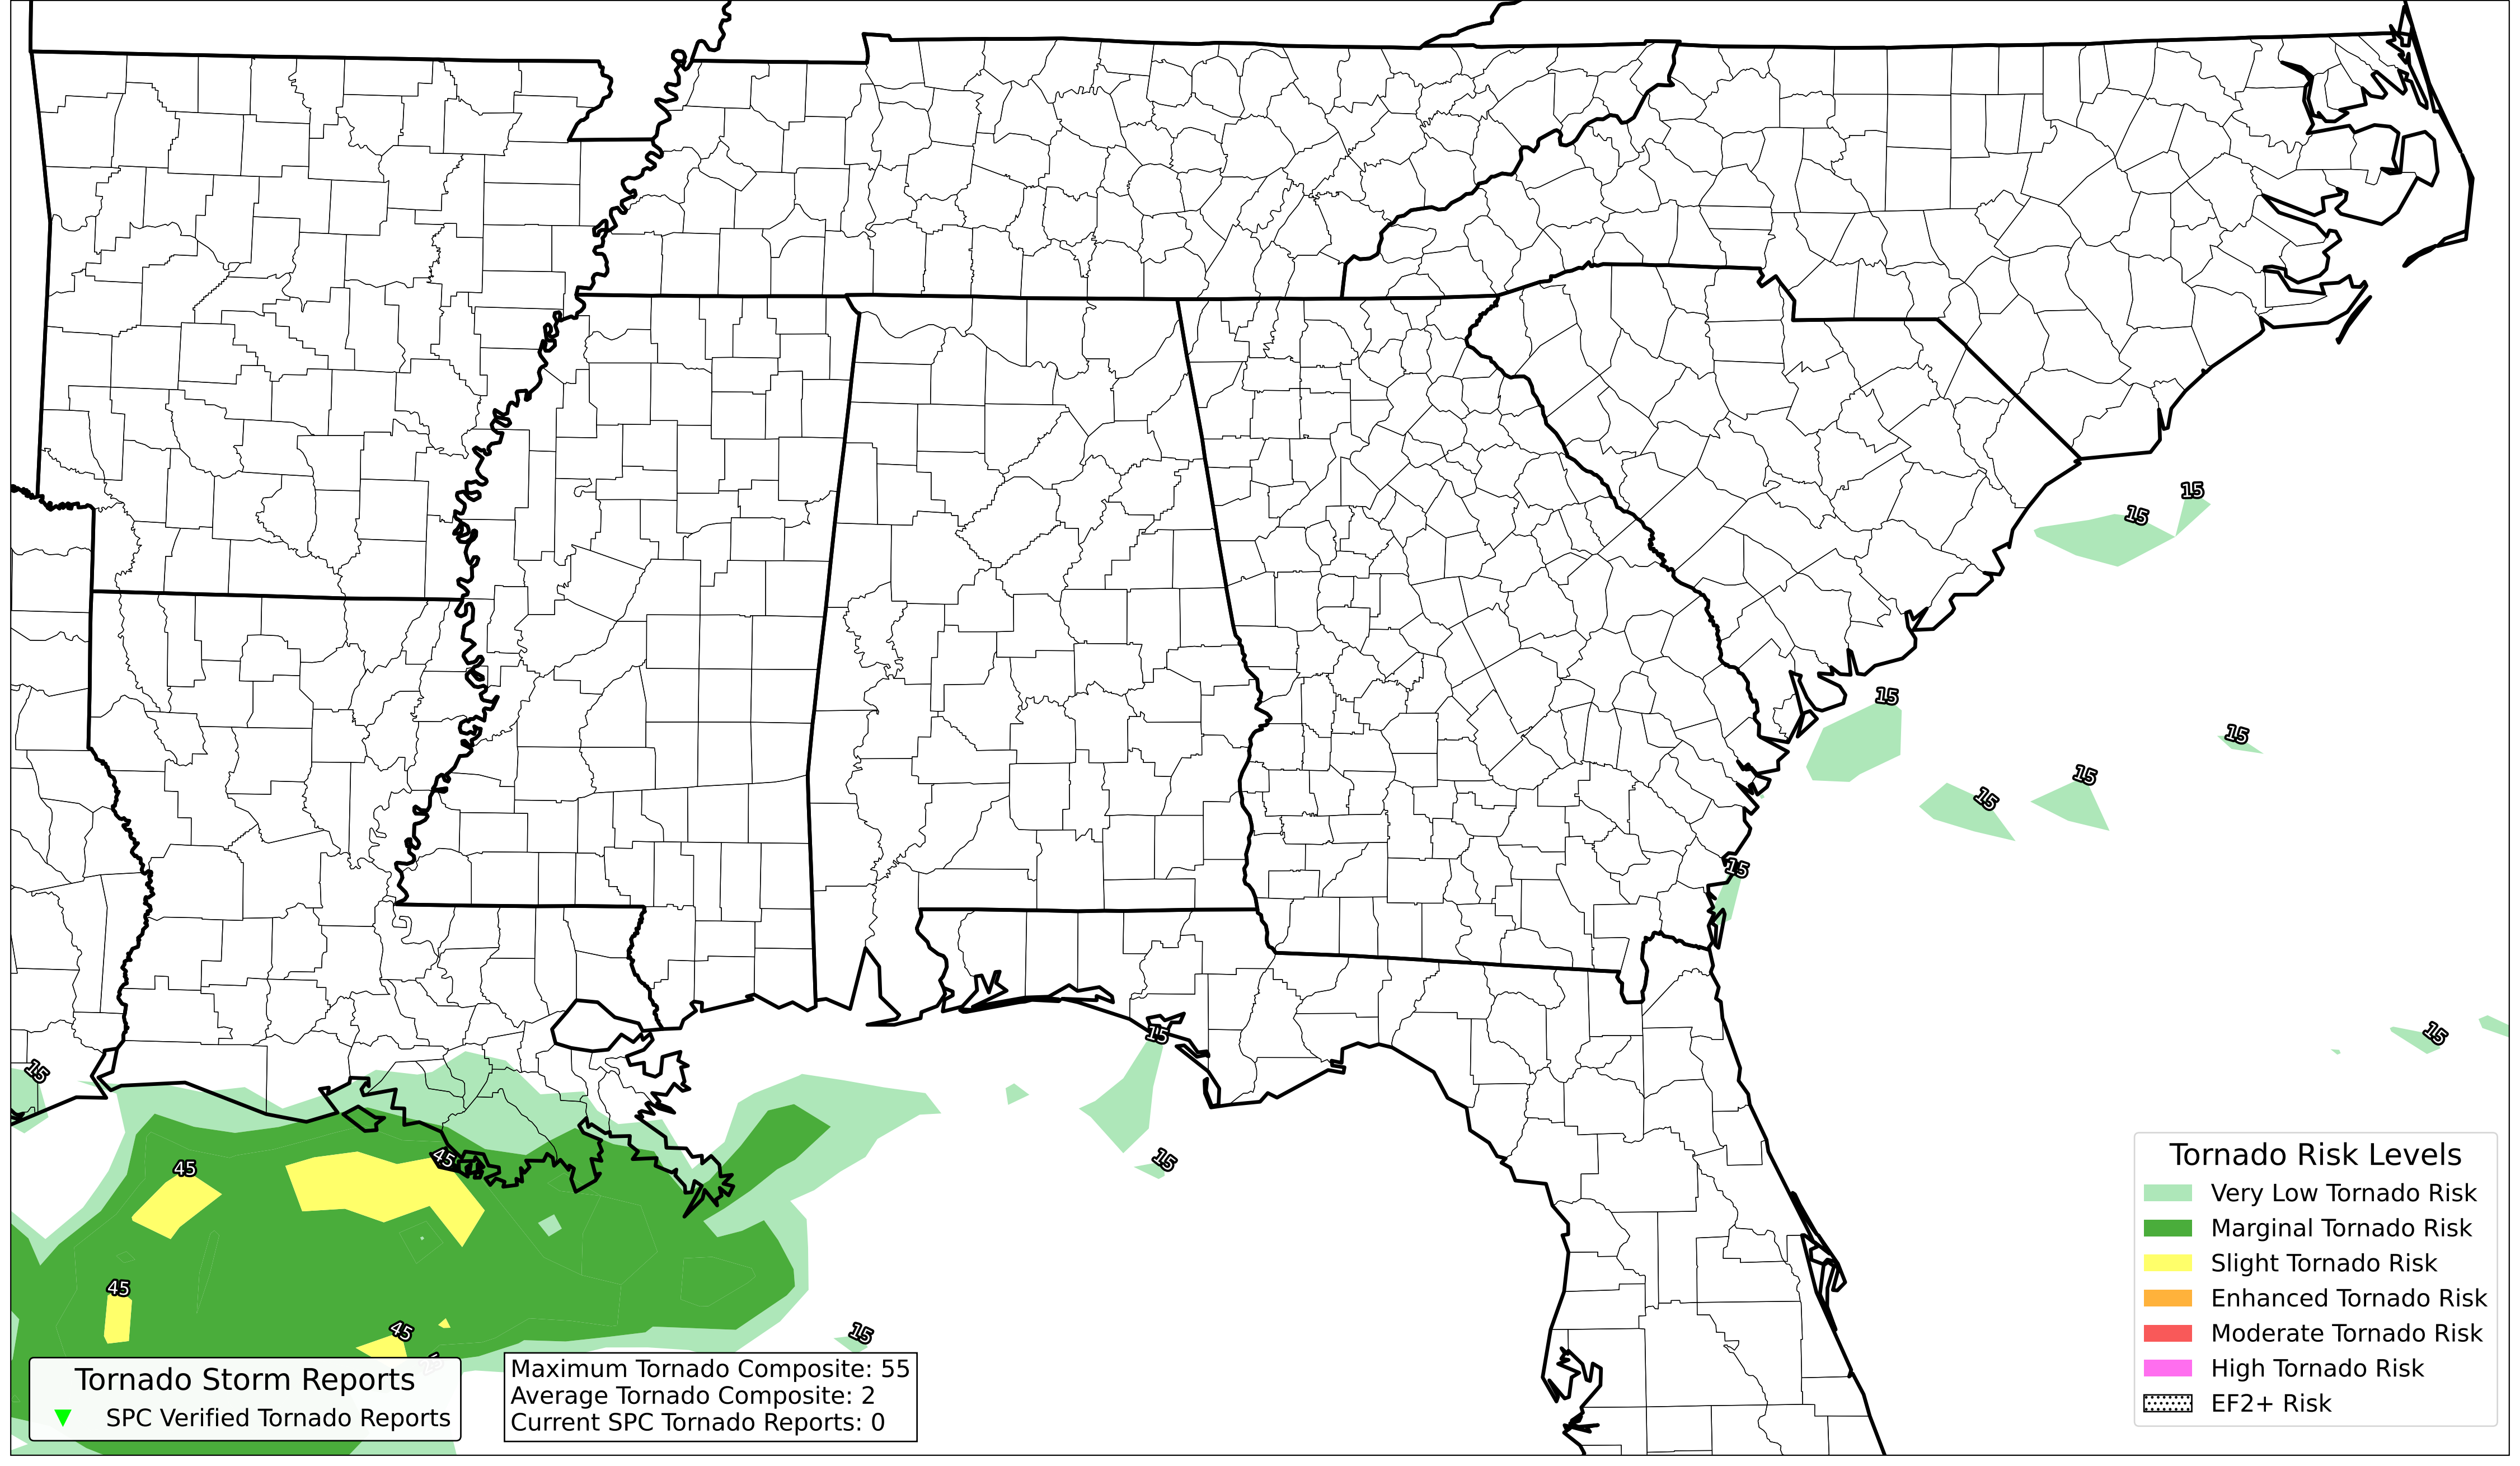 15
15
15
15
15
15
15
15
15
15
15
45
45
45
45
15
Tornado Risk Levels
Very Low Tornado Risk
Marginal Tornado Risk
Slight Tornado Risk
Enhanced Tornado Risk
Moderate Tornado Risk
High Tornado Risk
EF2+ Risk
Tornado Storm Reports
SPC Verified Tornado Reports
Maximum Tornado Composite: 55
Average Tornado Composite: 2
Current SPC Tornado Reports: 0